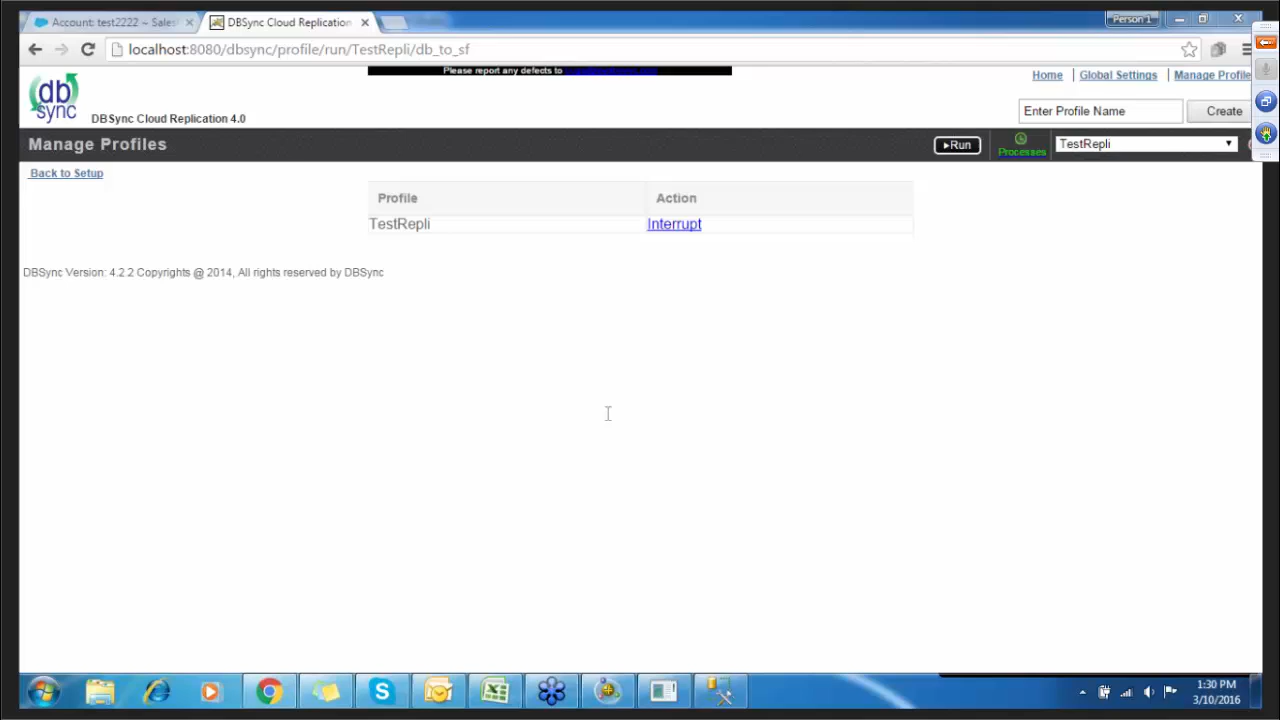 Account: test2222 ~ Sales
DBSync Cloud Replication
Person 1
localhost:8080/dbsync/profile/run/TestRepli/db_to_sf
Please report any defects to
Home Global Settings Manage Profile
db
sync
DBSync Cloud Replication 4.0
Enter Profile Name Create
Manage Profiles
Run
Processes
TestRepli
Back to Setup
Profile Action
TestRepli Interrupt
DBSync Version: 4.2.2 Copyrights @ 2014, All rights reserved by DBSync
1:30 PM
3/10/2016